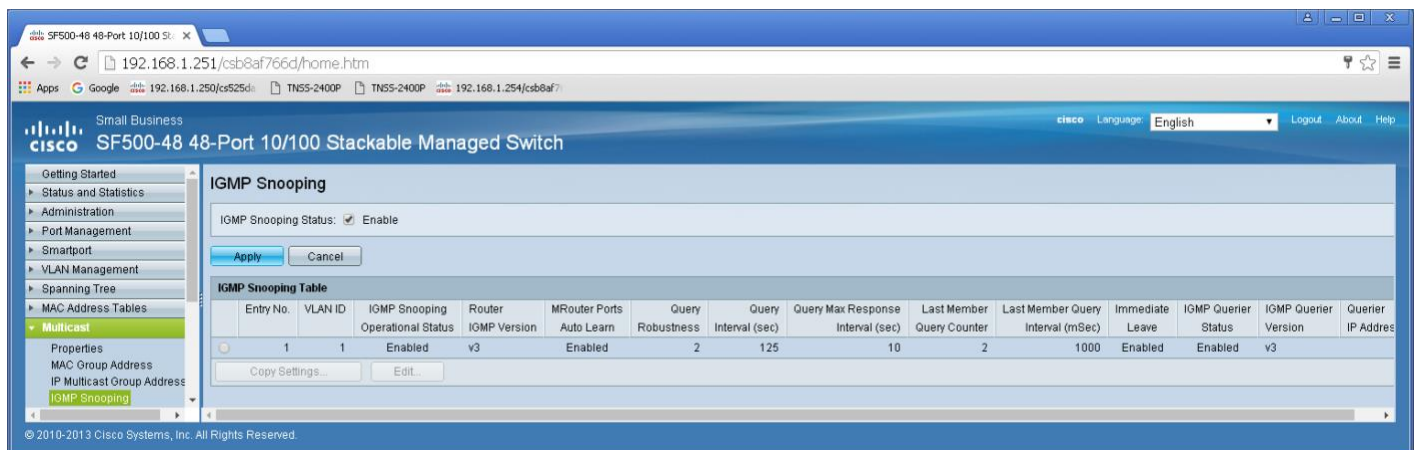 SF500-48 48-Port 10/100 St
192.168.1.251/csb8af766d/home.htm
Apps Google 192.168.1.250/cs525d TNS5-2400P TNS5-2400P 192.168.1.254/csb8af7
Small Business
cisco SF500-48 48-Port 10/100 Stackable Managed Switch
cisco Language: English Logout About Help
Getting Started
Status and Statistics
Administration
Port Management
Smartport
VLAN Management
Spanning Tree
MAC Address Tables
Multicast
Properties
MAC Group Address
IP Multicast Group Address
IGMP Snooping
IGMP Snooping
IGMP Snooping Status: Enable
Apply Cancel
IGMP Snooping Table
Entry No. VLAN ID IGMP Snooping Router MRouter Ports Query Query Query Max Response Last Member Last Member Query Immediate IGMP Querier IGMP Querier Querier
Operational Status IGMP Version Auto Learn Robustness Interval (sec) Interval (sec) Query Counter Interval (mSec) Leave Status Version IP Addres
1 1 Enabled v3 Enabled 2 125 10 2 1000 Enabled Enabled v3
Copy Settings... Edit...
© 2010-2013 Cisco Systems, Inc. All Rights Reserved.